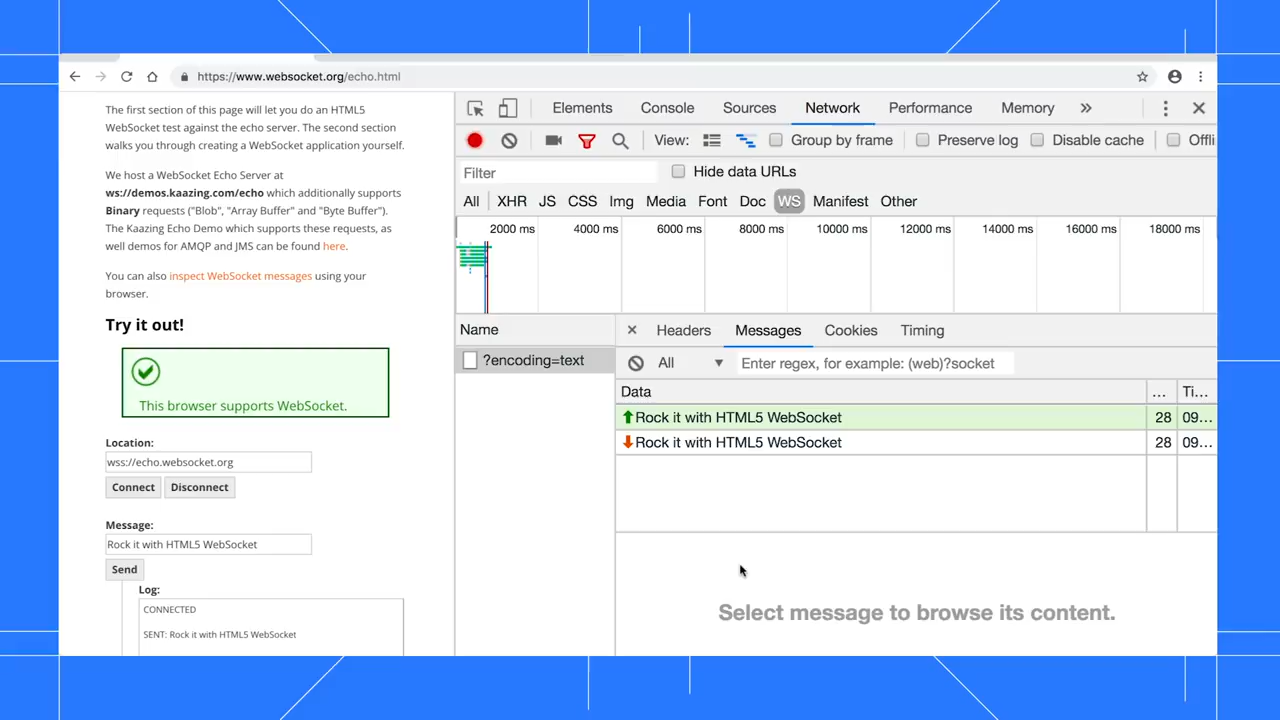 https://www.websocket.org/echo.html
The first section of this page will let you do an HTML5
WebSocket test against the echo server. The second section
walks you through creating a WebSocket application yourself.
We host a WebSocket Echo Server at
ws://demos.kaazing.com/echo which additionally supports
Binary requests ("Blob", "Array Buffer" and "Byte Buffer").
The Kaazing Echo Demo which supports these requests, as
well demos for AMQP and JMS can be found here.
You can also inspect WebSocket messages using your
browser.
Try it out!
This browser supports WebSocket.
Location:
wss://echo.websocket.org
Connect Disconnect
Message:
Rock it with HTML5 WebSocket
Send
Log:
CONNECTED
SENT: Rock it with HTML5 WebSocket
Elements Console Sources Network Performance Memory »
View: Group by frame Preserve log Disable cache Offli
Filter Hide data URLs
All XHR JS CSS Img Media Font Doc WS Manifest Other
2000 ms 4000 ms 6000 ms 8000 ms 10000 ms 12000 ms 14000 ms 16000 ms 18000 ms
Name
?encoding=text
Headers Messages Cookies Timing
All Enter regex, for example: (web)?socket
Data ... Ti...
Rock it with HTML5 WebSocket 28 09...
Rock it with HTML5 WebSocket 28 09...
Select message to browse its content.